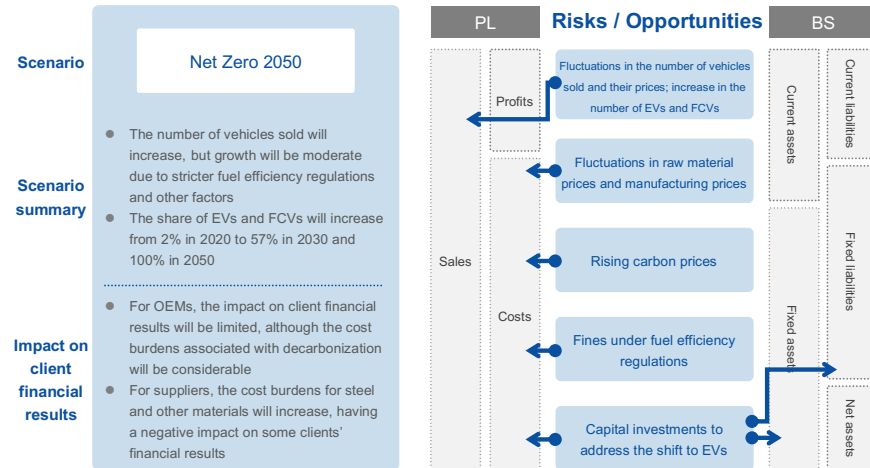 Scenario
Net Zero 2050
Scenario
summary
● The number of vehicles sold will
increase, but growth will be moderate
due to stricter fuel efficiency regulations
and other factors
● The share of EVs and FCVs will increase
from 2% in 2020 to 57% in 2030 and
100% in 2050
Impact on
client
financial
results
● For OEMs, the impact on client financial
results will be limited, although the cost
burdens associated with decarbonization
will be considerable
● For suppliers, the cost burdens for steel
and other materials will increase, having
a negative impact on some clients’
financial results
PL
Risks / Opportunities
BS
Sales
Profits
Costs
Fluctuations in the number of vehicles
sold and their prices; increase in the
number of EVs and FCVs
Fluctuations in raw material
prices and manufacturing prices
Rising carbon prices
Fines under fuel efficiency
regulations
Capital investments to
address the shift to EVs
Current assets
Fixed assets
Current liabilities
Fixed liabilities
Net assets